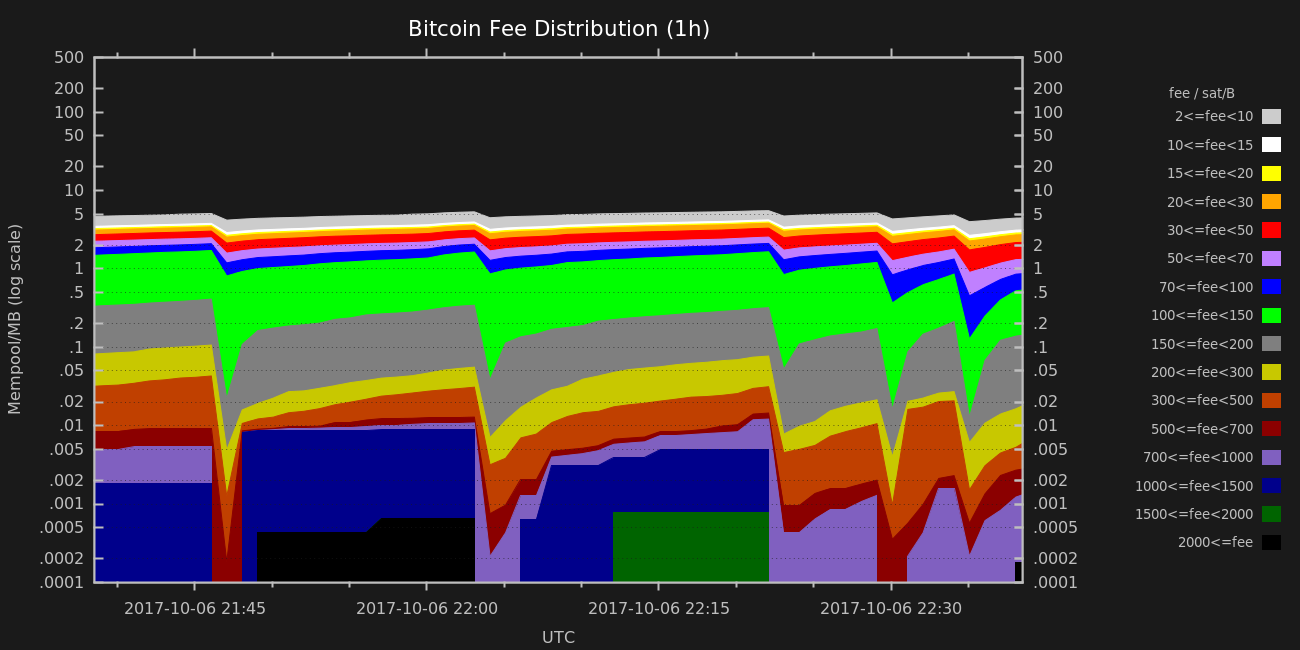 Bitcoin Fee Distribution (1h)
500
200
100
50
20
10
5
2
1
.5
.2
.1
.05
.02
.01
.005
.002
.001
.0005
.0002
.0001
Mempool/MB (log scale)
500
200
100
50
20
10
5
2
1
.5
.2
.1
.05
.02
.01
.005
.002
.001
.0005
.0002
.0001
2017-10-06 21:45 2017-10-06 22:00 2017-10-06 22:15 2017-10-06 22:30
UTC
fee / sat/B
2<=fee<10
10<=fee<15
15<=fee<20
20<=fee<30
30<=fee<50
50<=fee<70
70<=fee<100
100<=fee<150
150<=fee<200
200<=fee<300
300<=fee<500
500<=fee<700
700<=fee<1000
1000<=fee<1500
1500<=fee<2000
2000<=fee